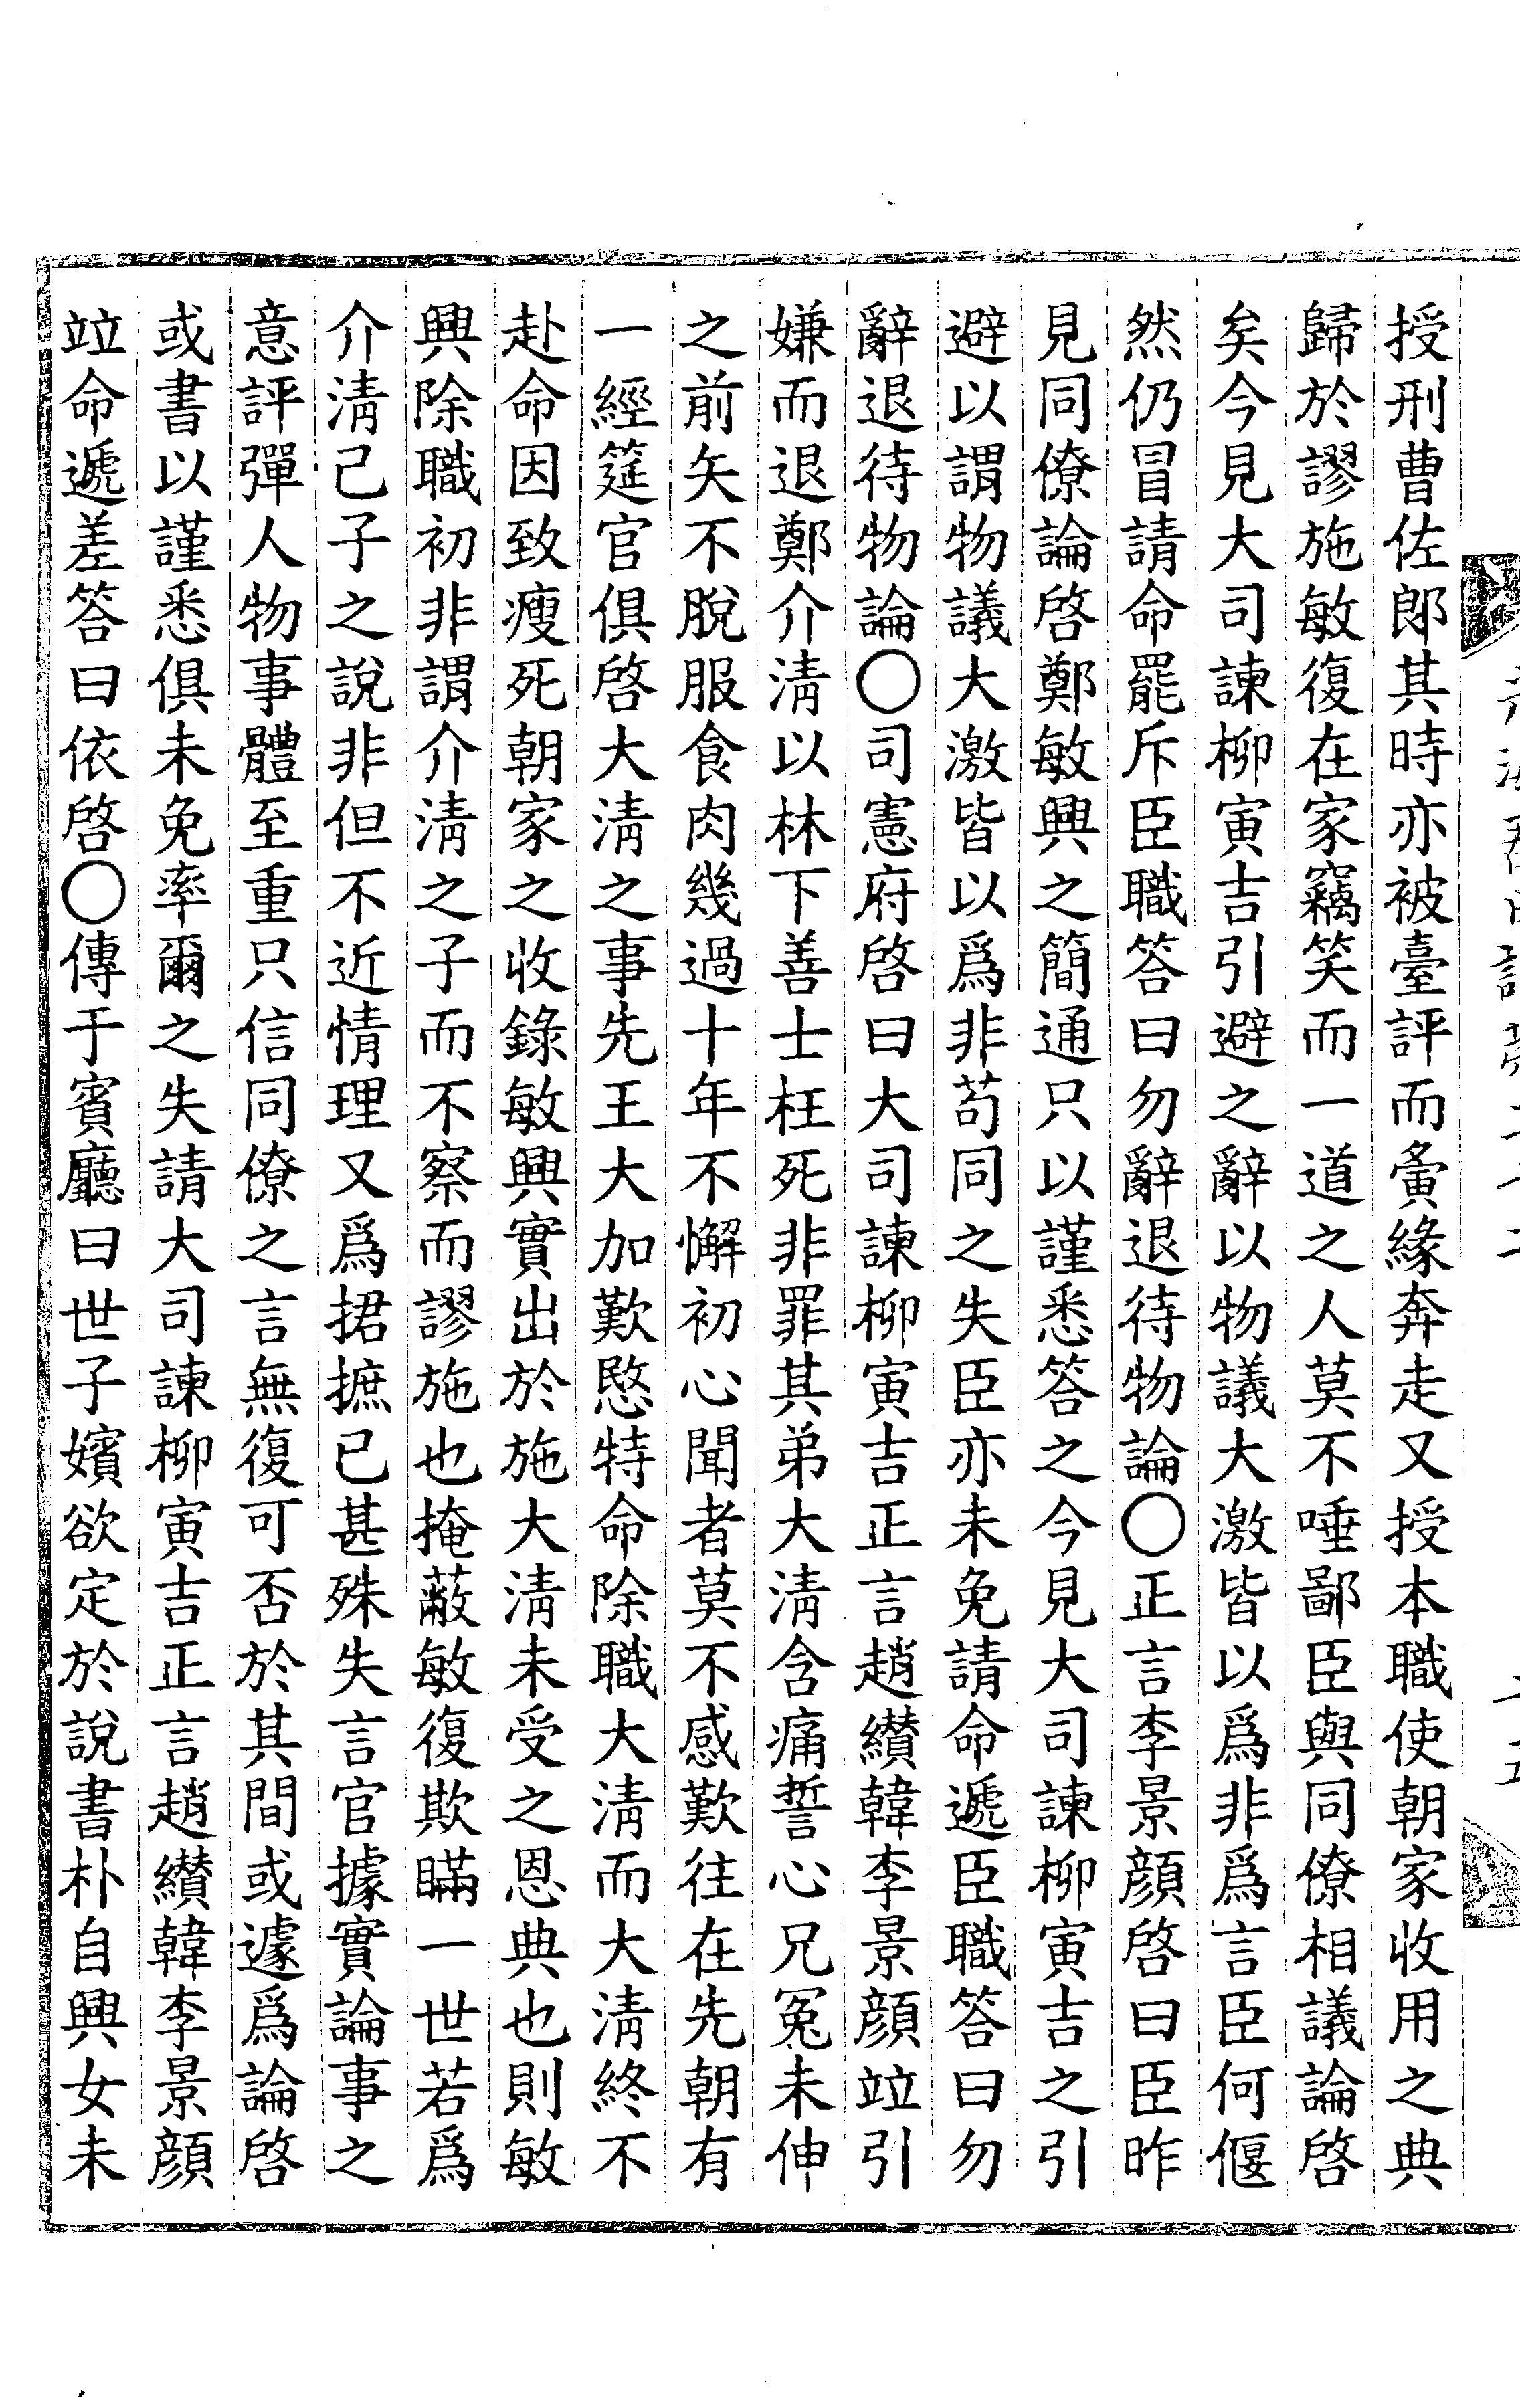 授刑曹佐郎其時亦被臺評而夤緣奔走又授本職使朝家收用之典
歸於謬施敏復在家竊笑而一道之人莫不唾鄙臣與同僚相議論啓
矣今見大司諫柳寅吉引避之辭以物議大激皆以爲非爲言臣何偃
然仍冒請命罷斥臣職答曰勿辭退待物論〇正言李景顔啓曰臣昨
見同僚論啓鄭敏興之簡通只以謹悉答之今見大司諫柳寅吉之引
避以謂物議大激皆以爲非苟同之失臣亦未免請命遞臣職答曰勿
辭退待物論〇司憲府啓曰大司諫柳寅吉正言趙纘韓李景顔竝引
嫌而退鄭介淸以林下善士枉死非罪其弟大淸含痛誓心兄冤未伸
之前矢不脫服食肉幾過十年不懈初心聞者莫不感歎往在先朝有
一經筵官俱啓大淸之事先王大加歎愍特命除職大淸而大淸終不
赴命因致瘦死朝家之收錄敏興實出於施大淸未受之恩典也則敏
興除職初非謂介淸之子而不察而謬施也掩蔽敏復欺瞞一世若爲
介淸己子之說非但不近情理又爲捃摭已甚殊失言官據實論事之
意評彈人物事體至重只信同僚之言無復可否於其間或遽爲論啓
或書以謹悉俱未免率爾之失請大司諫柳寅吉正言趙纘韓李景顔
竝命遞差答曰依啓〇傳于賓廳曰世子嬪欲定於說書朴自興女未